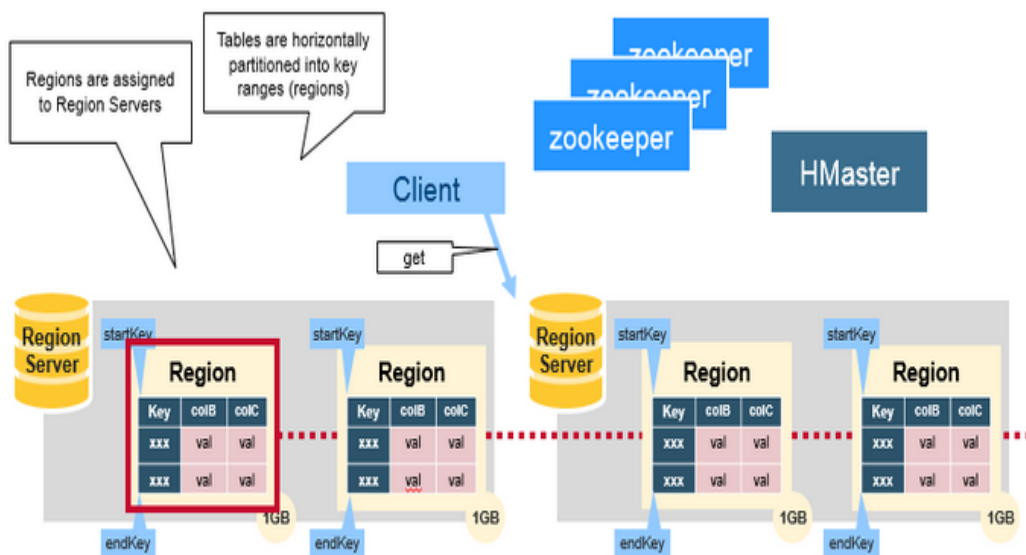 Regions are assigned
to Region Servers
Tables are horizontally
partitioned into key
ranges (regions)
zookeeper
zookeeper
zookeeper
HMaster
Client
get
Region
Server
startKey
Region
Key colB colC
xxx val val
xxx val val
1GB
endKey
startKey
Region
Key colB colC
xxx val val
xxx val val
1GB
endKey
Region
Server
startKey
Region
Key colB colC
xxx val val
xxx val val
1GB
endKey
startKey
Region
Key colB colC
xxx val val
xxx val val
1GB
endKey